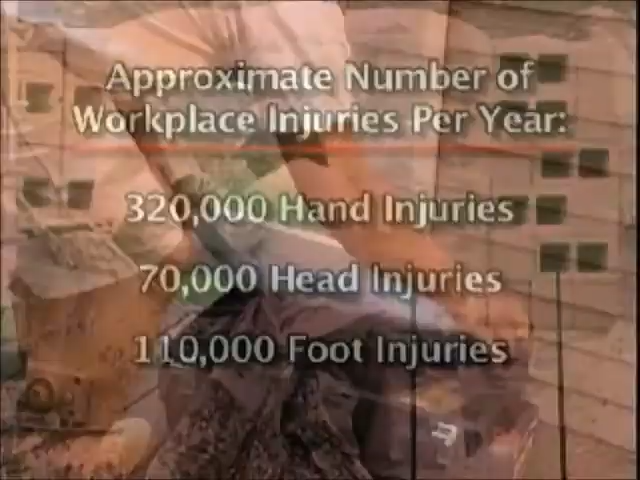 Approximate Number of
Workplace Injuries Per Year:
320,000 Hand Injuries
70,000 Head Injuries
110,000 Foot Injuries